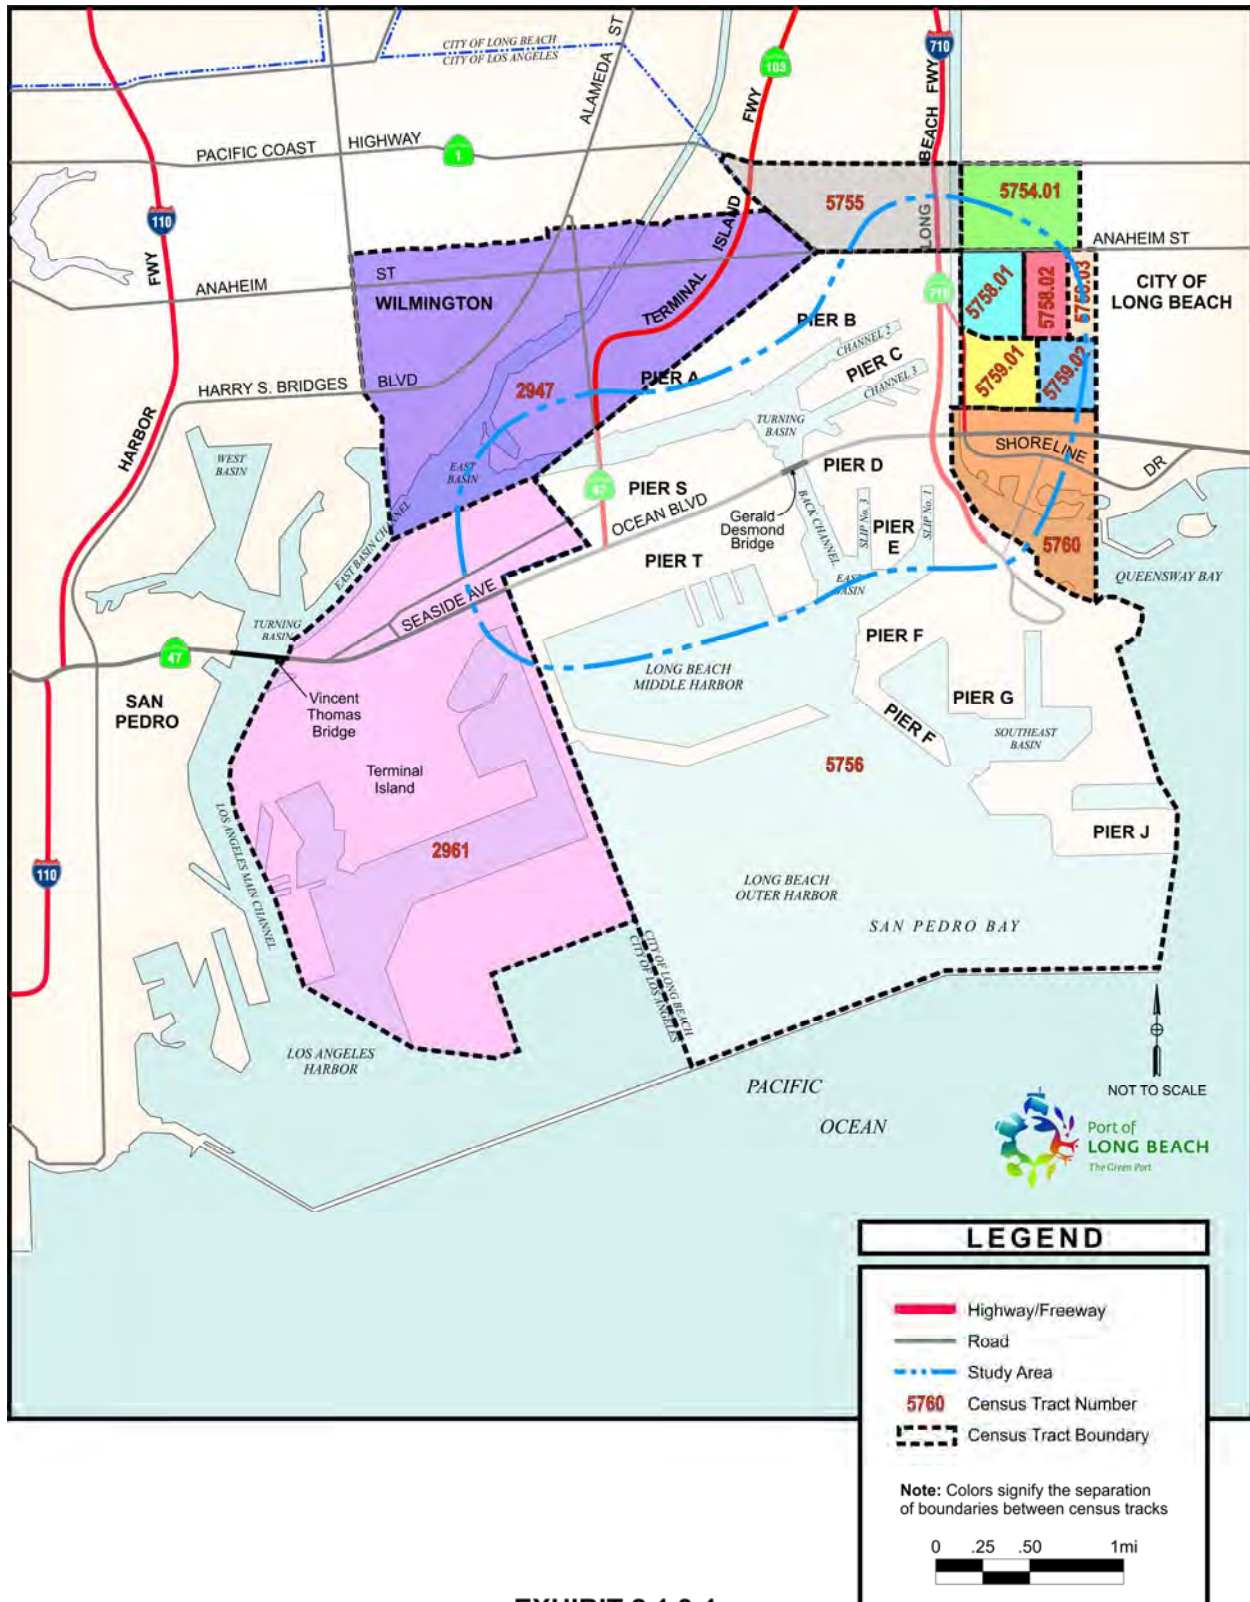 CITY OF LONG BEACH
CITY OF LOS ANGELES
ALAMEDA ST
103
FWY
710
BEACH FWY
PACIFIC COAST HIGHWAY
1
110
FWY
5755
5754.01
LONG
ISLAND
ANAHEIM ST
ANAHEIM ST
WILMINGTON
TERMINAL
710
5758.01
5758.02
CITY OF
LONG BEACH
PIER B
CHANNEL 2
PIER C
CHANNEL 3
PIER A
HARRY S. BRIDGES BLVD
2947
5759.01
5759.02
HARBOR
TURNING
BASIN
WEST
BASIN
EAST
BASIN
SHORELINE DR
PIER D
PIER S
47
OCEAN BLVD
Gerald
Desmond
Bridge
BACK CHANNEL
SLIP No. 3
PIER
E
SLIP No. 1
EAST BASIN CHANNEL
5760
PIER T
EAST
BASIN
QUEENSWAY BAY
SEASIDE AVE
TURNING
BASIN
47
PIER F
LONG BEACH
MIDDLE HARBOR
SAN
PEDRO
Vincent
Thomas
Bridge
PIER G
PIER F
SOUTHEAST
BASIN
5756
Terminal
Island
LOS ANGELES MAIN CHANNEL
2961
PIER J
110
LONG BEACH
OUTER HARBOR
SAN PEDRO BAY
CITY OF LONG BEACH
CITY OF LOS ANGELES
LOS ANGELES
HARBOR
NOT TO SCALE
PACIFIC
OCEAN
Port of
LONG BEACH
The Green Port
LEGEND
Highway/Freeway
Road
Study Area
5760 Census Tract Number
Census Tract Boundary
Note: Colors signify the separation
of boundaries between census tracks
0 .25 .50 1mi